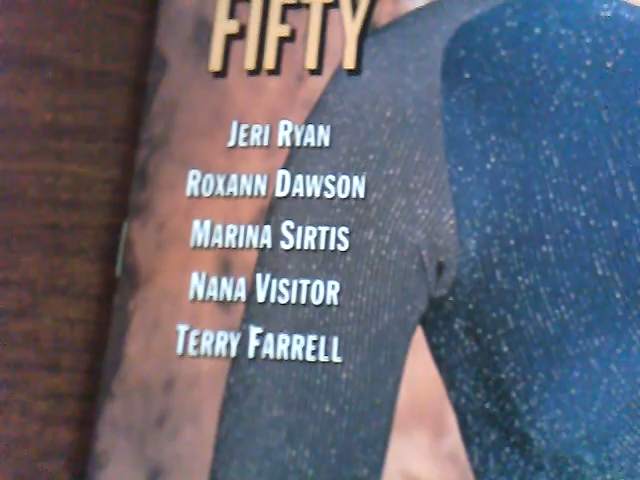 FIFTY
JERI RYAN
ROXANN DAWSON
MARINA SIRTIS
NANA VISITOR
TERRY FARRELL